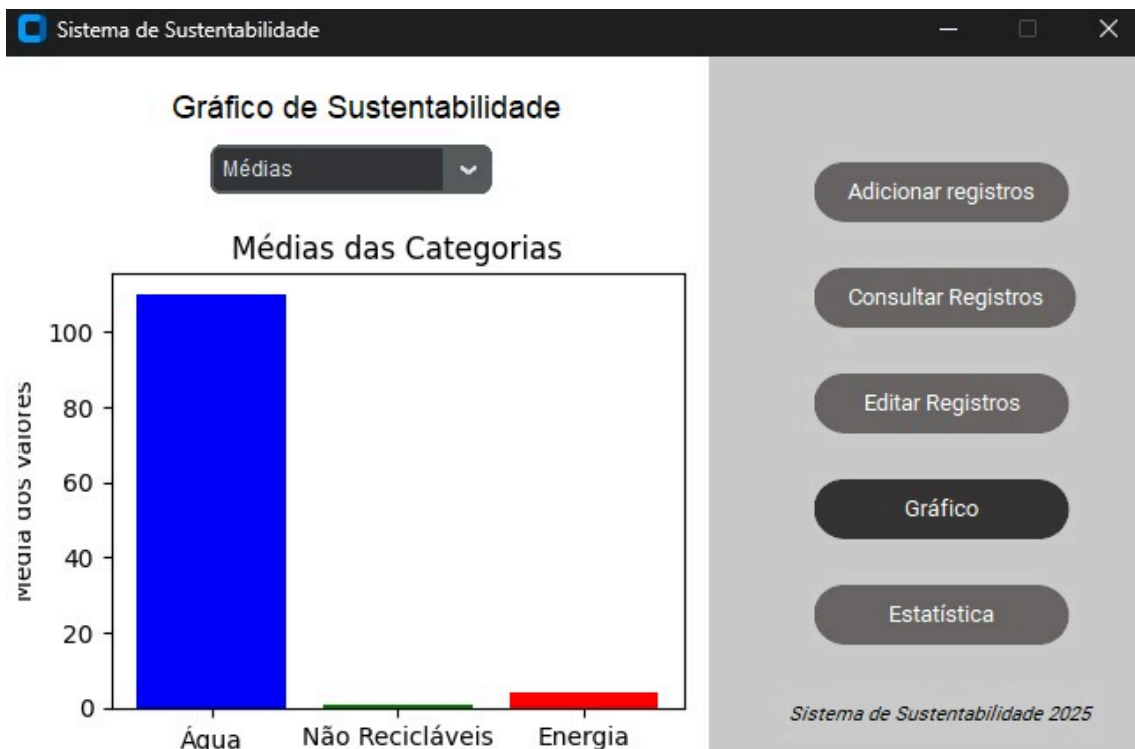 Sistema de Sustentabilidade
Gráfico de Sustentabilidade
Médias
Médias das Categorias
100
80
60
40
20
0
Média dos valores
Água
Não Recicláveis
Energia
Adicionar registros
Consultar Registros
Editar Registros
Gráfico
Estatística
Sistema de Sustentabilidade 2025